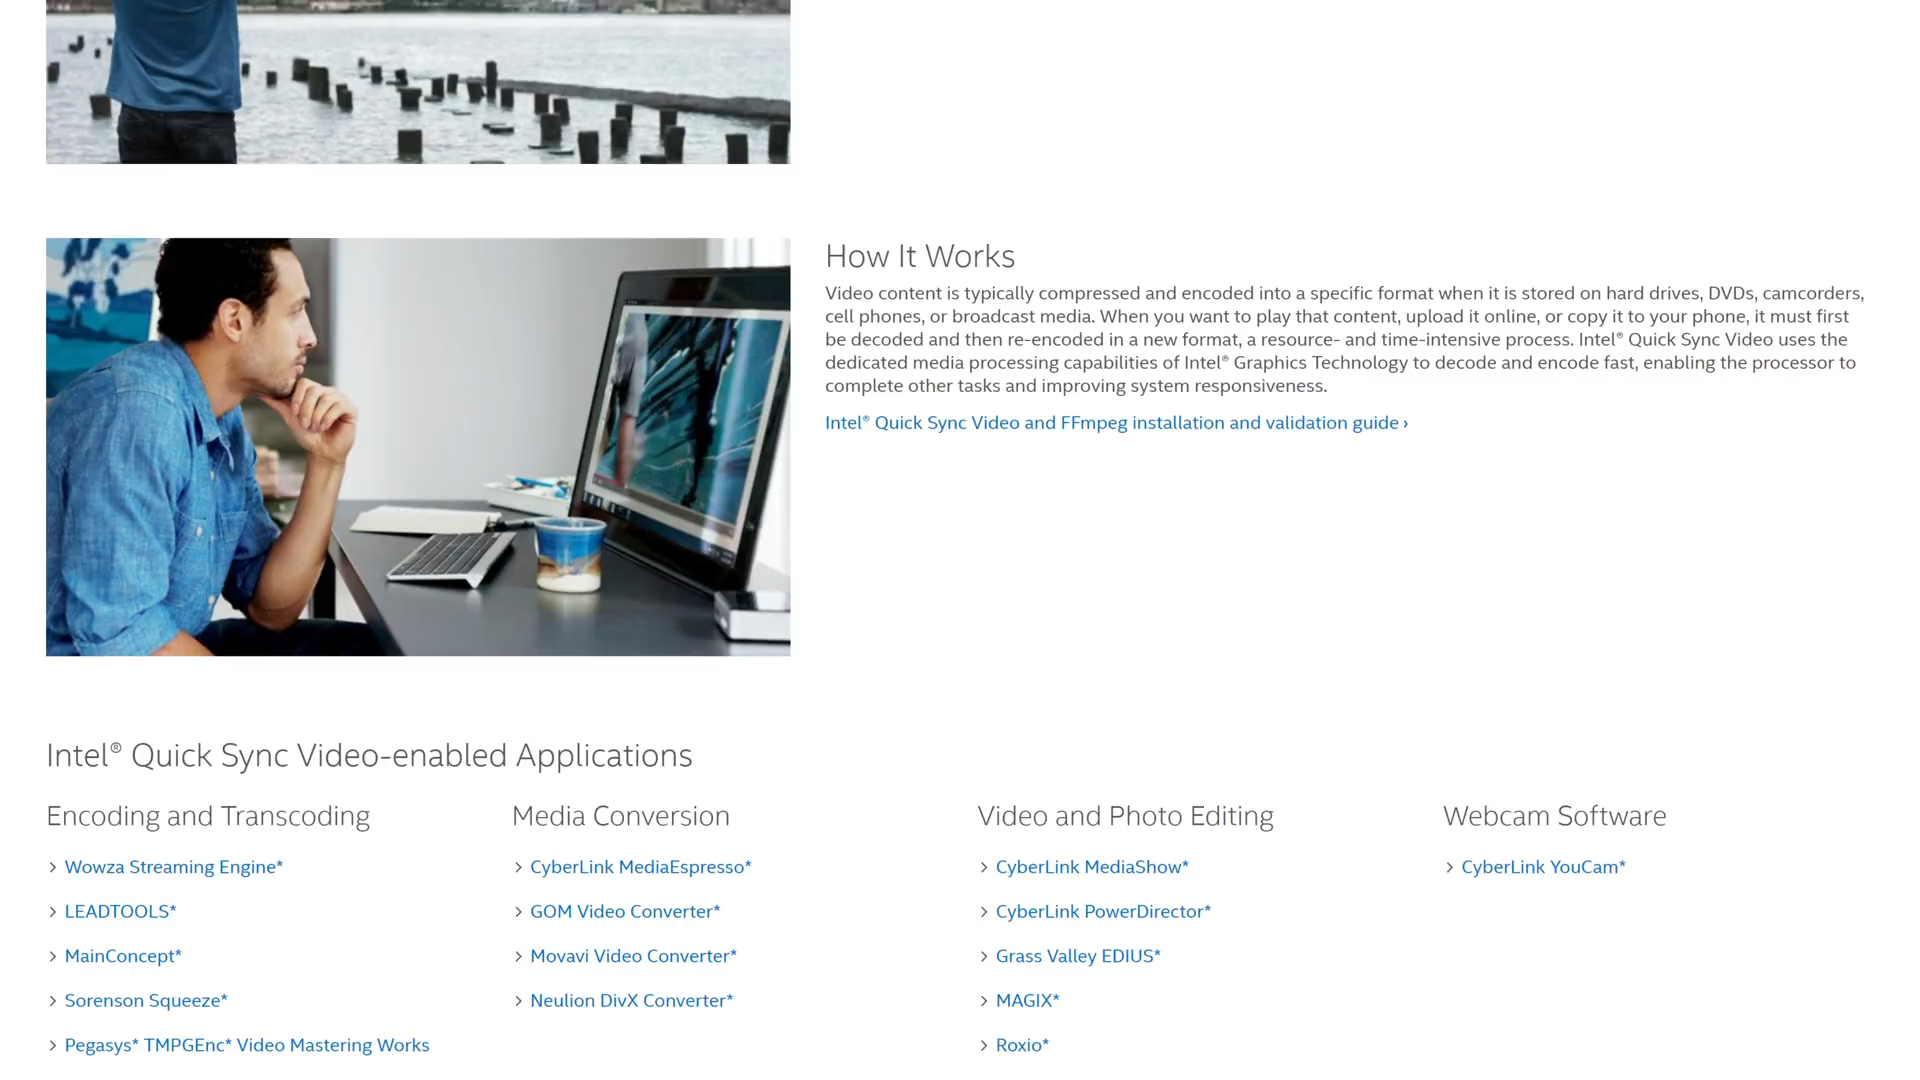 How It Works
Video content is typically compressed and encoded into a specific format when it is stored on hard drives, DVDs, camcorders,
cell phones, or broadcast media. When you want to play that content, upload it online, or copy it to your phone, it must first
be decoded and then re-encoded in a new format, a resource- and time-intensive process. Intel® Quick Sync Video uses the
dedicated media processing capabilities of Intel® Graphics Technology to decode and encode fast, enabling the processor to
complete other tasks and improving system responsiveness.
Intel® Quick Sync Video and FFmpeg installation and validation guide ›
Intel® Quick Sync Video-enabled Applications
Encoding and Transcoding
Wowza Streaming Engine*
LEADTOOLS*
MainConcept*
Sorenson Squeeze*
Pegasys* TMPGEnc* Video Mastering Works
Media Conversion
CyberLink MediaEspresso*
GOM Video Converter*
Movavi Video Converter*
Neulion DivX Converter*
Video and Photo Editing
CyberLink MediaShow*
CyberLink PowerDirector*
Grass Valley EDIUS*
MAGIX*
Roxio*
Webcam Software
CyberLink YouCam*